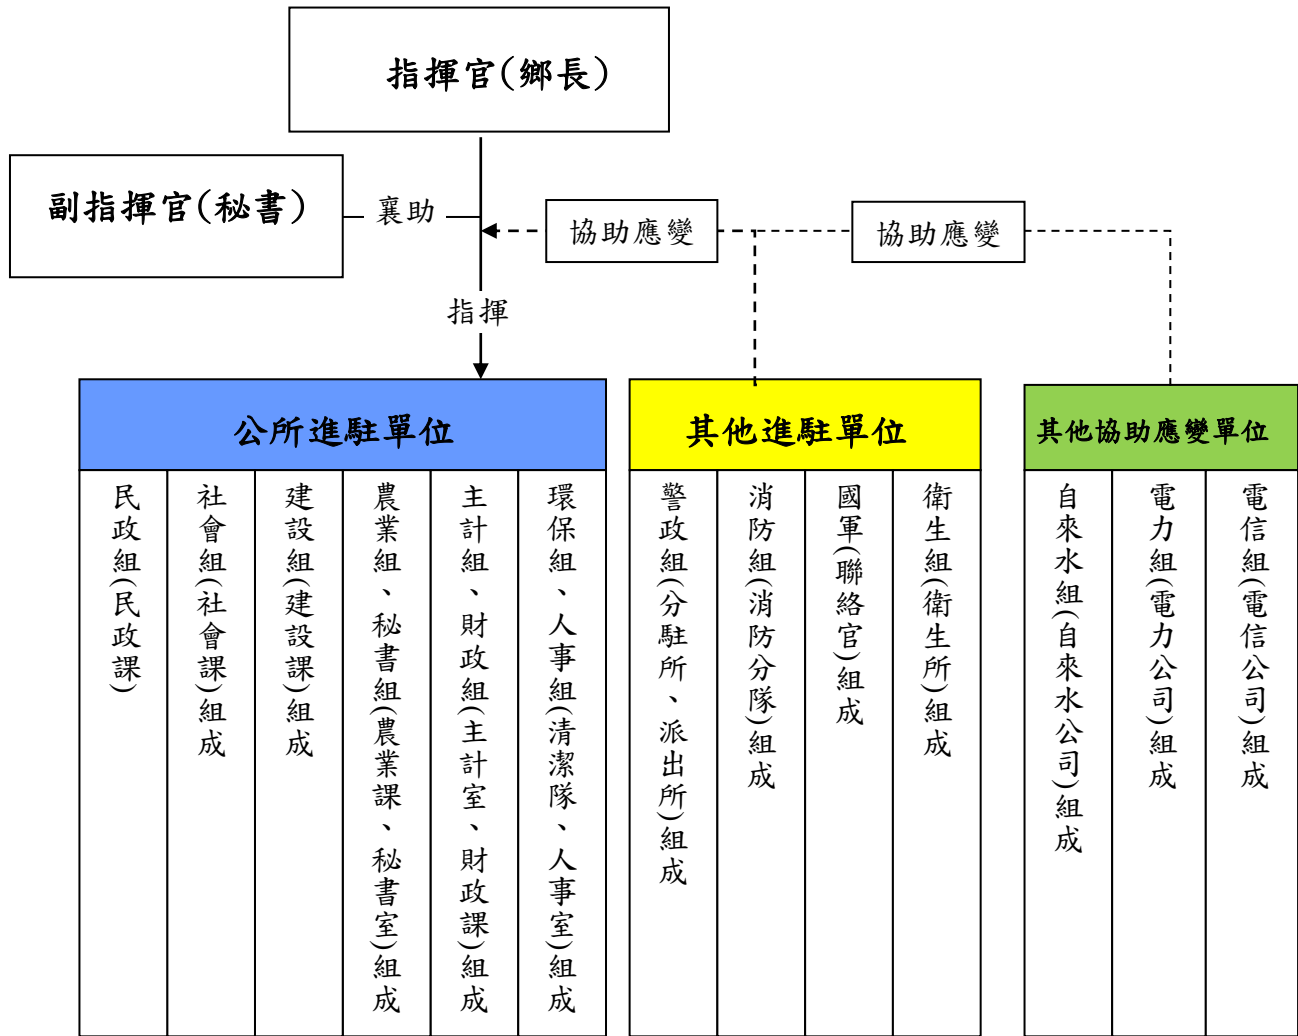 指揮官(鄉長)
副指揮官(秘書)
襄助
協助應變
協助應變
指揮
公所進駐單位
民政組(民政課)
社會組(社會課)組成
建設組(建設課)組成
農業組、秘書組(農業課、秘書室)組成
主計組、財政組(主計室、財政課)組成
環保組、人事組(清潔隊、人事室)組成
其他進駐單位
警政組(分駐所、派出所)組成
消防組(消防分隊)組成
國軍(聯絡官)組成
衛生組(衛生所)組成
其他協助應變單位
自來水組(自來水公司)組成
電力組(電力公司)組成
電信組(電信公司)組成